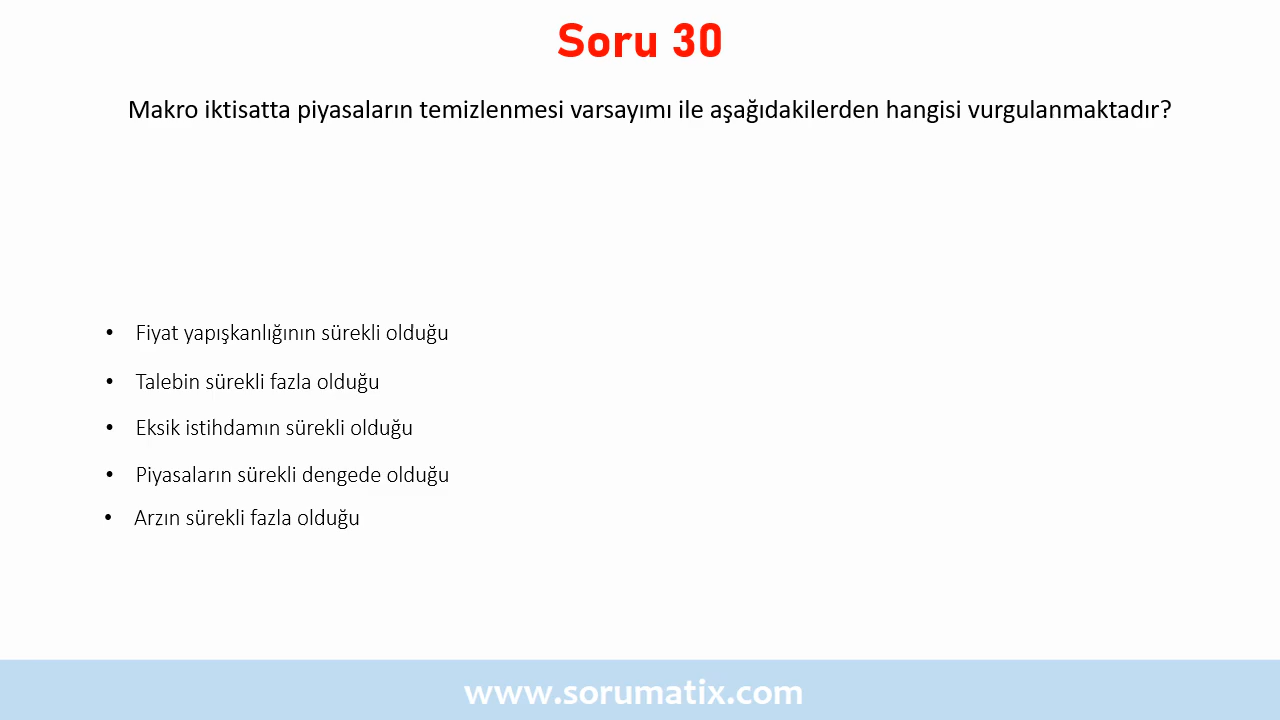 Soru 30
Makro iktisatta piyasaların temizlenmesi varsayımı ile aşağıdakilerden hangisi vurgulanmaktadır?
• Fiyat yapışkanlığının sürekli olduğu
• Talebin sürekli fazla olduğu
• Eksik istihdamın sürekli olduğu
• Piyasaların sürekli dengede olduğu
• Arzın sürekli fazla olduğu
www.sorumatix.com